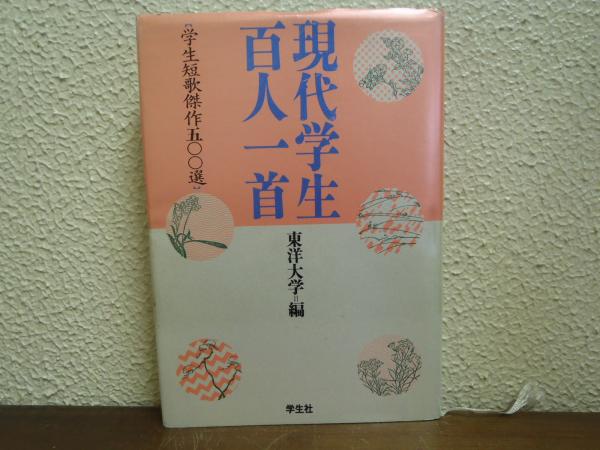 現代学生
百人一首
【学生短歌傑作五〇〇選】
東洋大学=編
学生社